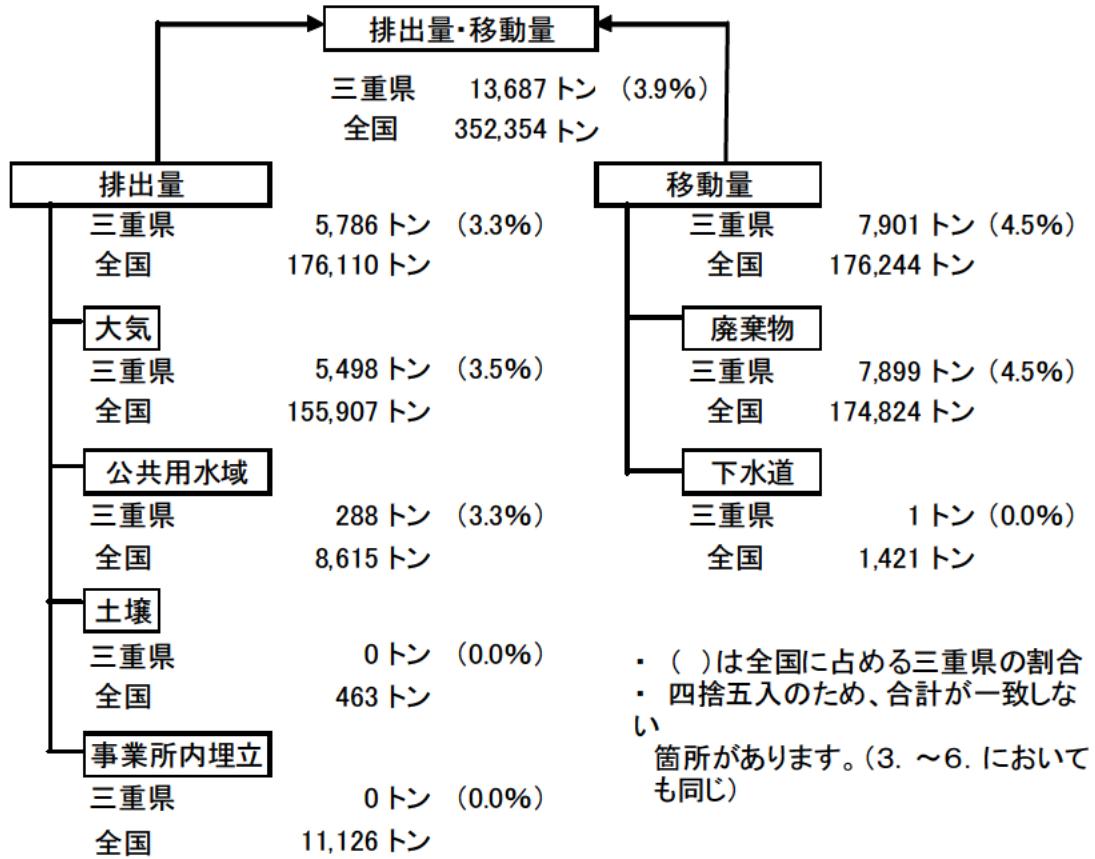 排出量・移動量
三重県 13,687 トン (3.9%)
全国 352,354 トン
排出量
三重県 5,786 トン (3.3%)
全国 176,110 トン
大気
三重県 5,498 トン (3.5%)
全国 155,907 トン
公共用水域
三重県 288 トン (3.3%)
全国 8,615 トン
土壌
三重県 0 トン (0.0%)
全国 463 トン
事業所内埋立
三重県 0 トン (0.0%)
全国 11,126 トン
移動量
三重県 7,901 トン (4.5%)
全国 176,244 トン
廃棄物
三重県 7,899 トン (4.5%)
全国 174,824 トン
下水道
三重県 1 トン (0.0%)
全国 1,421 トン
・ ( )は全国に占める三重県の割合
・ 四捨五入のため、合計が一致しな
い
箇所があります。(3. ～6. において
も同じ)